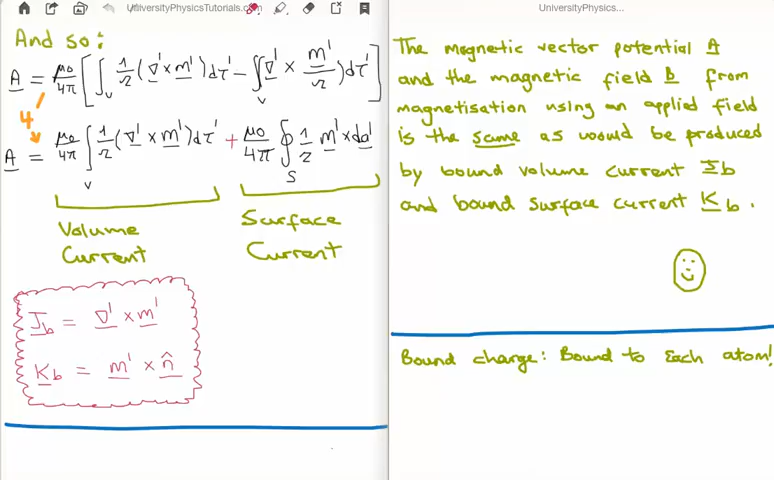 UniversityPhysicsTutorials.com
And so:
A = μ0/4π [ ∫v 1/r (∇' × m') dτ' − ∫v ∇' × m'/r dτ' ]
4
A = μ0/4π ∫v 1/r (∇' × m') dτ' + μ0/4π ∮s 1/r m' × da'
Volume Current
Surface Current
Jb = ∇' × m'
Kb = m' × n̂
UniversityPhysics...
The magnetic vector potential A
and the magnetic field B from
magnetisation using an applied field
is the same as would be produced
by bound volume current Jb
and bound surface current Kb.
Bound charge: Bound to Each atom!